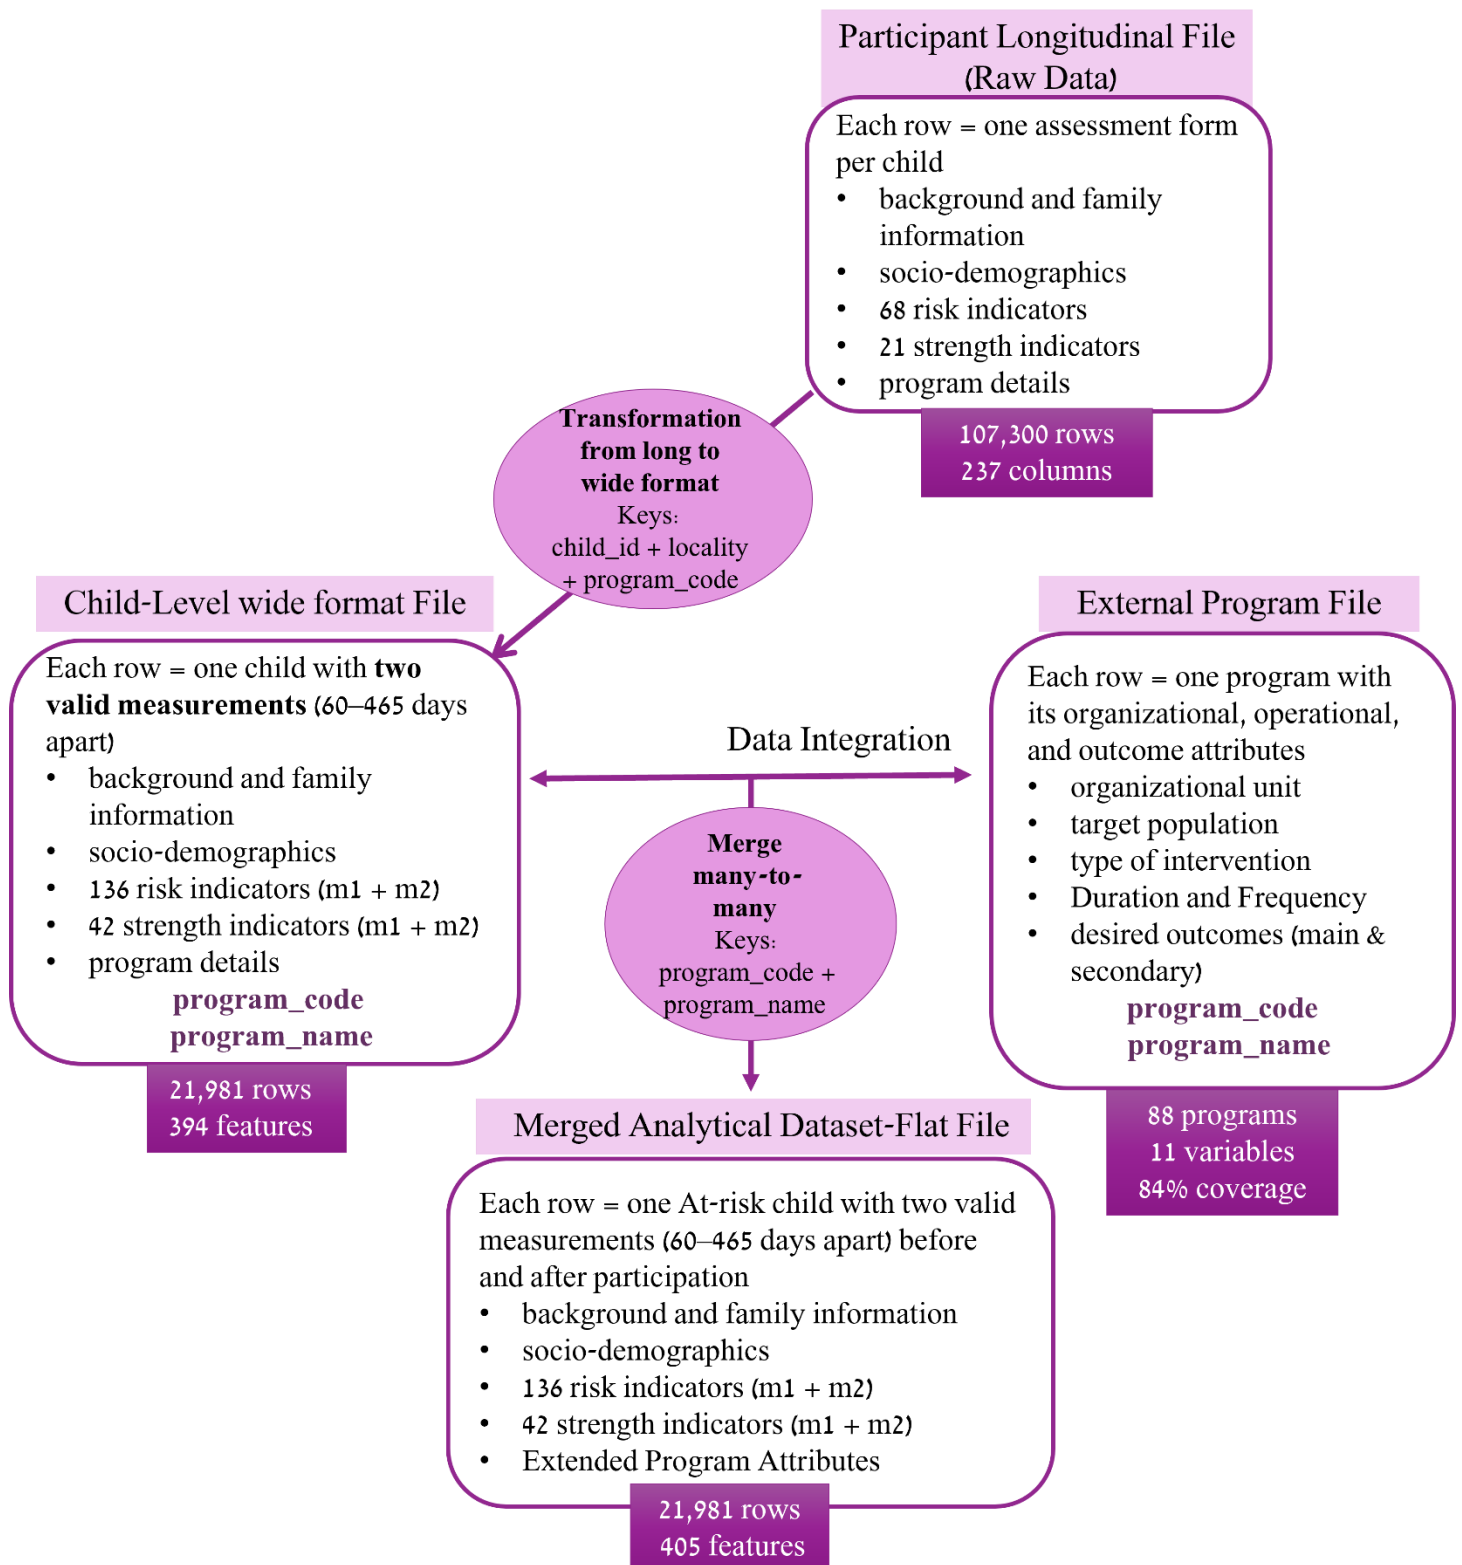 Participant Longitudinal File
(Raw Data)
Each row = one assessment form
per child
• background and family
information
• socio-demographics
• 68 risk indicators
• 21 strength indicators
• program details
107,300 rows
237 columns
Transformation
from long to
wide format
Keys:
child_id + locality
+ program_code
Child-Level wide format File
Each row = one child with two
valid measurements (60–465 days
apart)
• background and family
information
• socio-demographics
• 136 risk indicators (m1 + m2)
• 42 strength indicators (m1 + m2)
• program details
program_code
program_name
21,981 rows
394 features
Data Integration
Merge
many-to-
many
Keys:
program_code +
program_name
External Program File
Each row = one program with
its organizational, operational,
and outcome attributes
• organizational unit
• target population
• type of intervention
• Duration and Frequency
• desired outcomes (main &
secondary)
program_code
program_name
88 programs
11 variables
84% coverage
Merged Analytical Dataset-Flat File
Each row = one At-risk child with two valid
measurements (60–465 days apart) before
and after participation
• background and family information
• socio-demographics
• 136 risk indicators (m1 + m2)
• 42 strength indicators (m1 + m2)
• Extended Program Attributes
21,981 rows
405 features